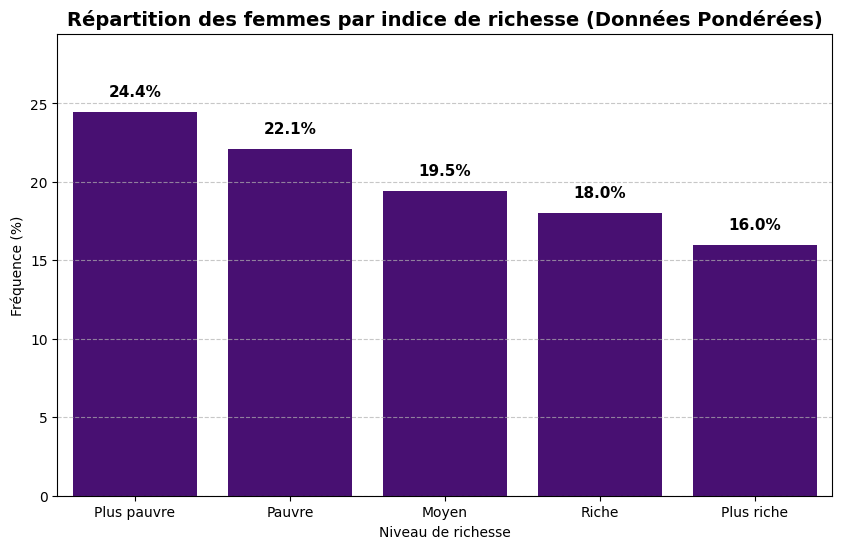 Répartition des femmes par indice de richesse (Données Pondérées)
24.4%
22.1%
19.5%
18.0%
16.0%
25
20
15
10
5
0
Fréquence (%)
Plus pauvre
Pauvre
Moyen
Riche
Plus riche
Niveau de richesse